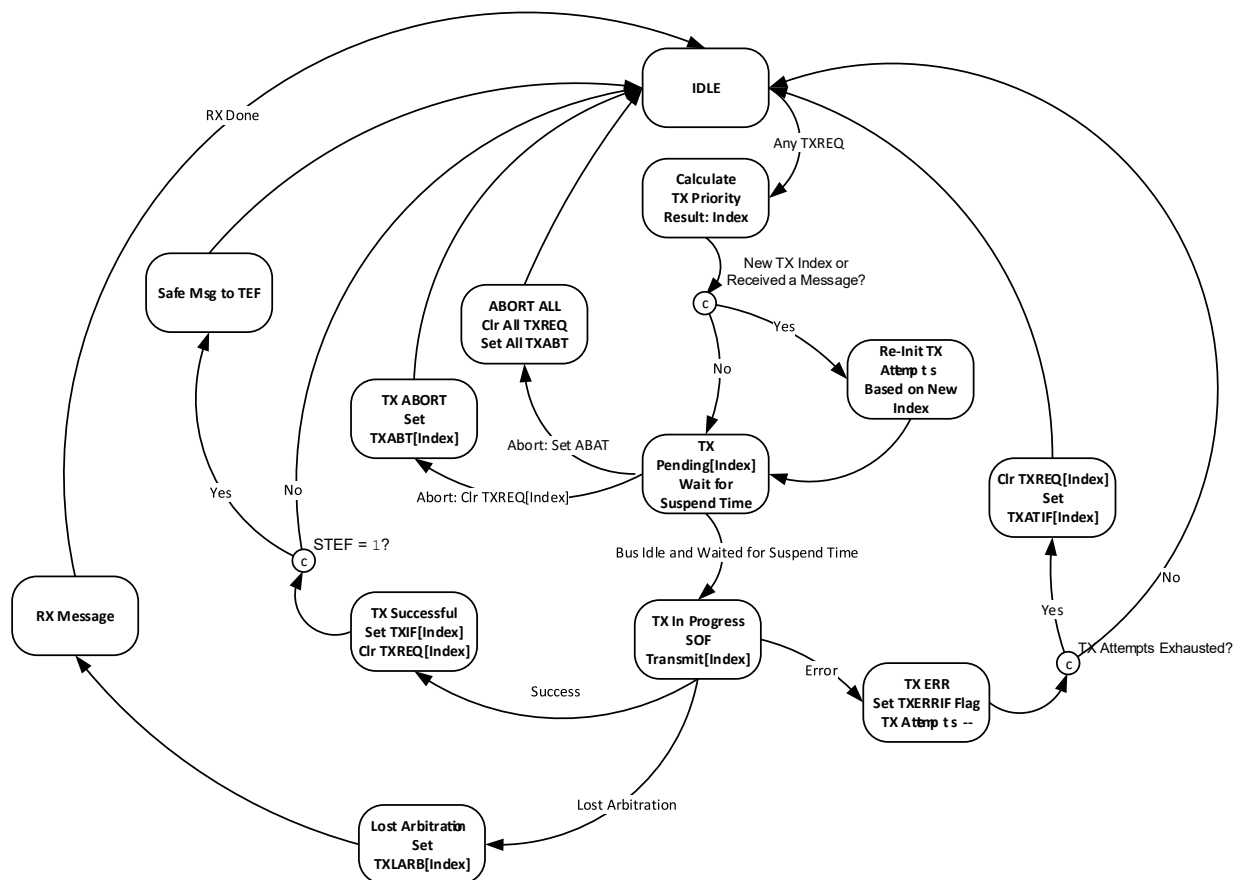 IDLE
RX Done
Any TXREQ
Calculate
TX Priority
Result: Index
New TX Index or
Received a Message?
c
Safe Msg to TEF
ABORT ALL
Clr All TXREQ
Set All TXABT
Yes
Re-Init TX
Attempts
Based on New
Index
No
TX ABORT
Set
TXABT[Index]
Abort: Set ABAT
TX
Pending[Index]
Wait for
Suspend Time
Abort: Clr TXREQ[Index]
Clr TXREQ[Index]
Set
TXATIF[Index]
Yes
No
STEF = 1?
c
Bus Idle and Waited for Suspend Time
No
RX Message
TX Successful
Set TXIF[Index]
Clr TXREQ[Index]
TX In Progress
SOF
Transmit[Index]
Yes
TX Attempts Exhausted?
c
Error
Success
TX ERR
Set TXERRIF Flag
TX Attempts --
Lost Arbitration
Lost Arbitration
Set
TXLARB[Index]